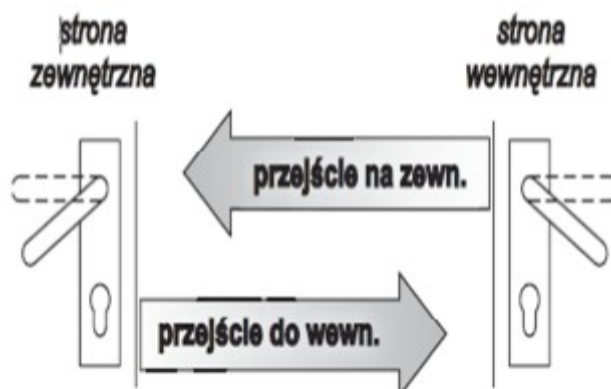 strona
zewnętrzna
strona
wewnętrzna
przejście na zewn.
przejście do wewn.